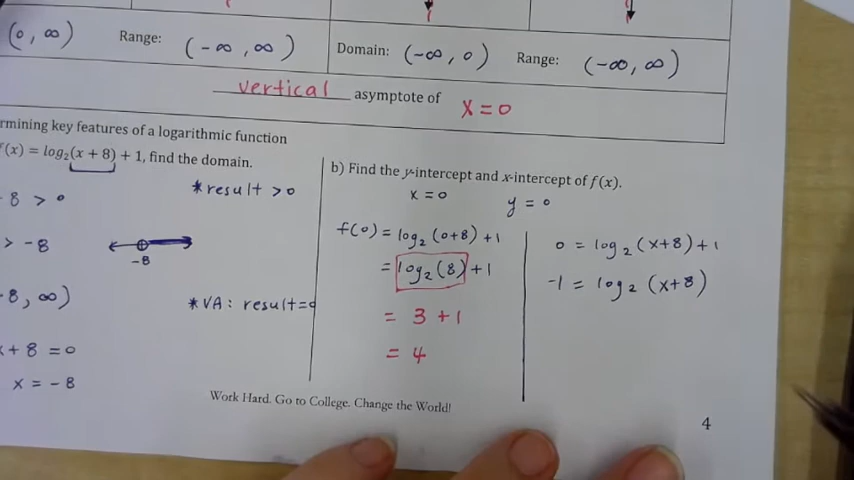 (0, ∞) Range: (-∞, ∞) Domain: (-∞, 0) Range: (-∞, ∞)
vertical asymptote of x = 0
rmining key features of a logarithmic function
f(x) = log₂(x + 8) + 1, find the domain.
8 > 0
*result > 0
> -8
-8
8, ∞)
*VA: result=0
x + 8 = 0
x = -8
b) Find the y-intercept and x-intercept of f(x).
x = 0 y = 0
f(0) = log₂(0+8) + 1
= log₂(8) + 1
= 3 + 1
= 4
0 = log₂(x+8) + 1
-1 = log₂(x+8)
Work Hard. Go to College. Change the World!
4